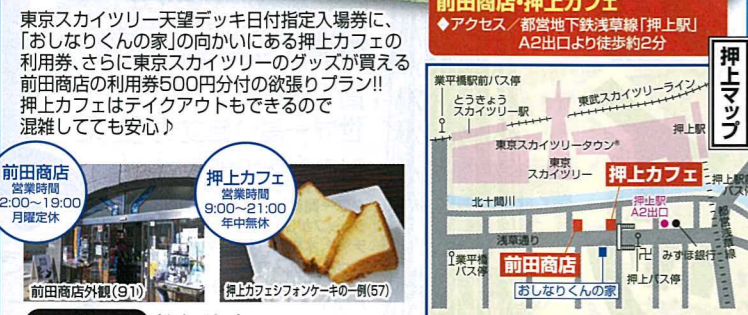 東京スカイツリー天望デッキ日付指定入場券に、
「おしなりくんの家」の向かいにある押上カフェの
利用券、さらに東京スカイツリーのグッズが買える
前田商店の利用券500円分付の欲張りプラン!!
押上カフェはテイクアウトもできるので
混雑してても安心♪
前田商店
営業時間
2:00〜19:00
月曜定休
押上カフェ
営業時間
9:00〜21:00
年中無休
前田商店外観(91)
押上カフェシフォンケーキの一例(57)
前田商店・押上カフェ
◆アクセス/都営地下鉄浅草線「押上駅」
A2出口より徒歩約2分
押上マップ
業平橋駅前バス停
とうきょう
スカイツリー駅
東武スカイツリーライン
押上駅
東京スカイツリータウン®
東京
スカイツリー
押上カフェ
押上駅前
バス
北十間川
押上駅
A2出口
都営浅草線
浅草通り
みずほ銀行
業平橋
バス停
前田商店
押上バス停
おしなりくんの家